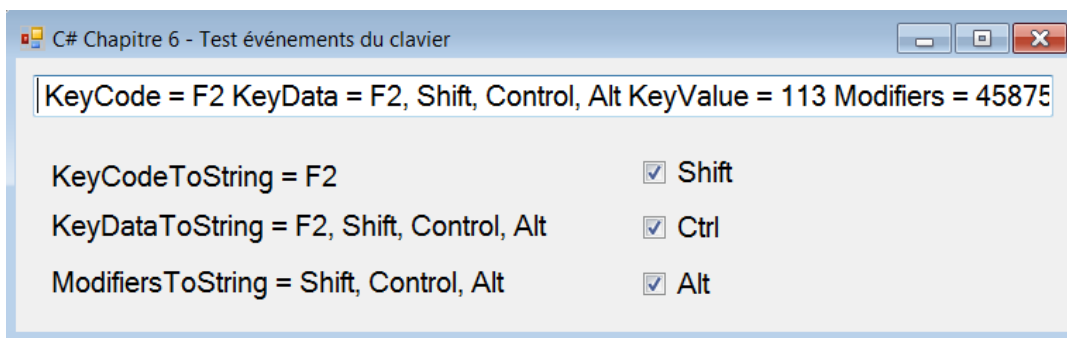 C# Chapitre 6 - Test événements du clavier
KeyCode = F2 KeyData = F2, Shift, Control, Alt KeyValue = 113 Modifiers = 45875
KeyCodeToString = F2
Shift
KeyDataToString = F2, Shift, Control, Alt
Ctrl
ModifiersToString = Shift, Control, Alt
Alt